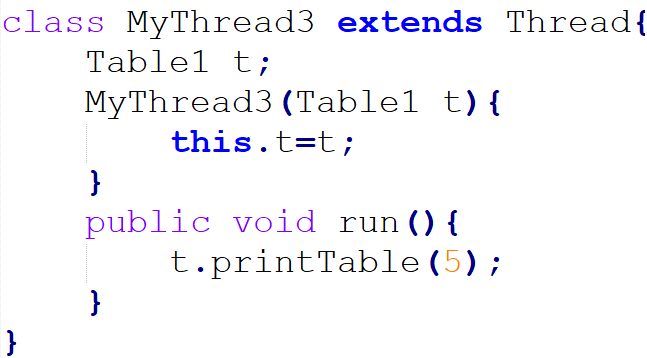 class MyThread3 extends Thread{
    Table1 t;
    MyThread3(Table1 t){
        this.t=t;
    }
    public void run(){
        t.printTable(5);
    }
}